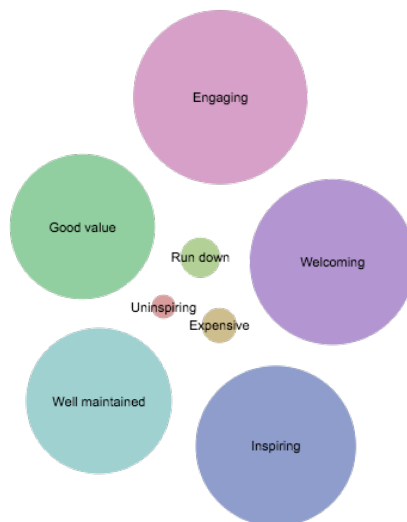 Engaging
Good value
Run down
Welcoming
Uninspiring
Expensive
Well maintained
Inspiring